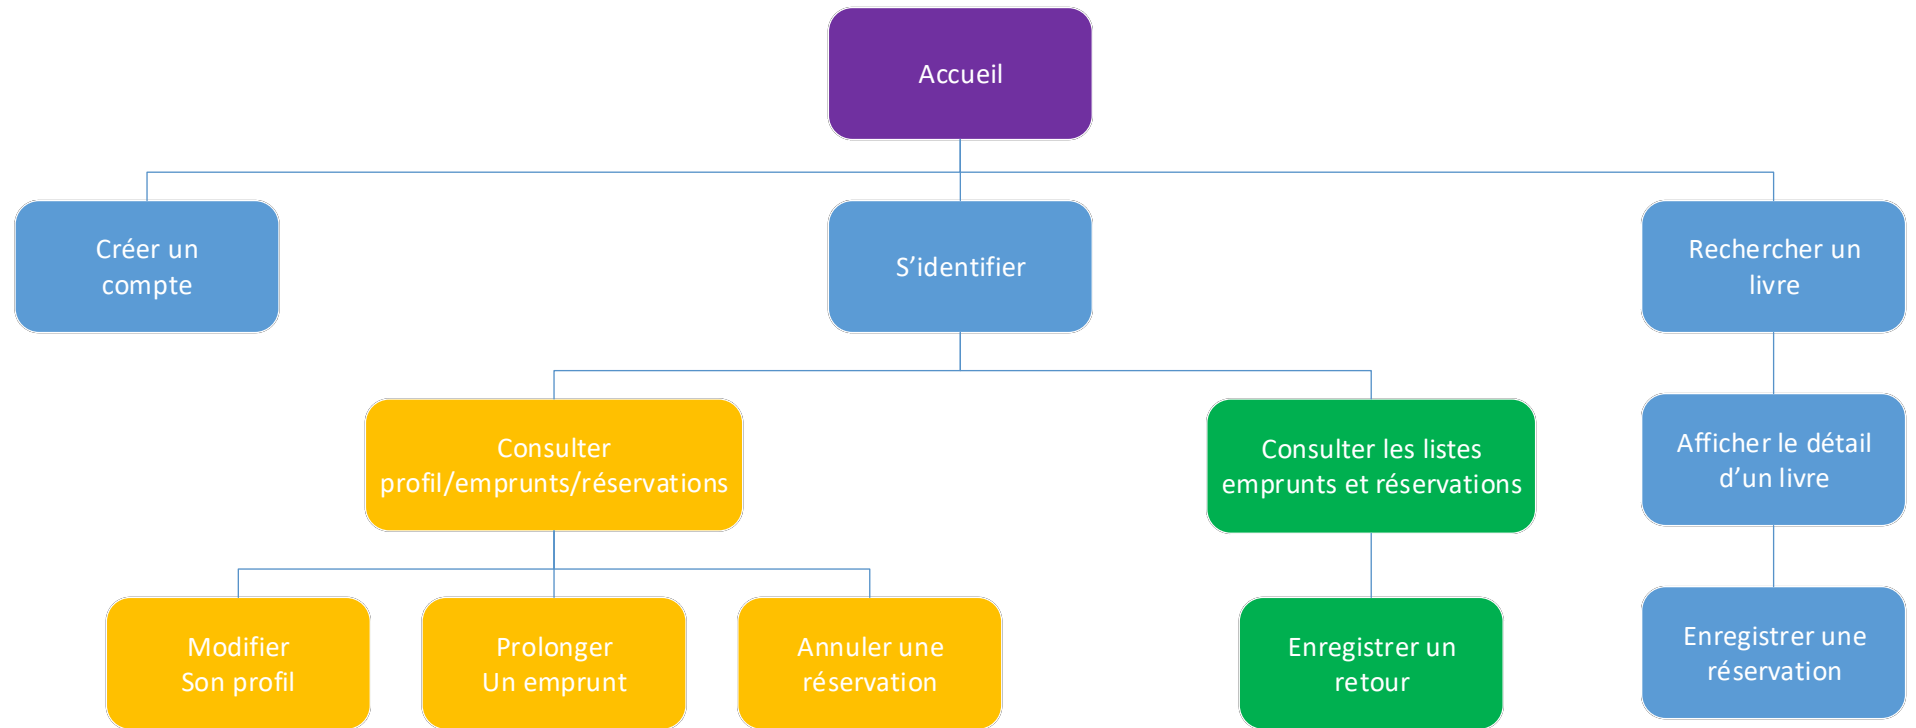 Accueil
Créer un
compte
S’identifier
Rechercher un
livre
Consulter
profil/emprunts/réservations
Consulter les listes
emprunts et réservations
Afficher le détail
d’un livre
Modifier
Son profil
Prolonger
Un emprunt
Annuler une
réservation
Enregistrer un
retour
Enregistrer une
réservation